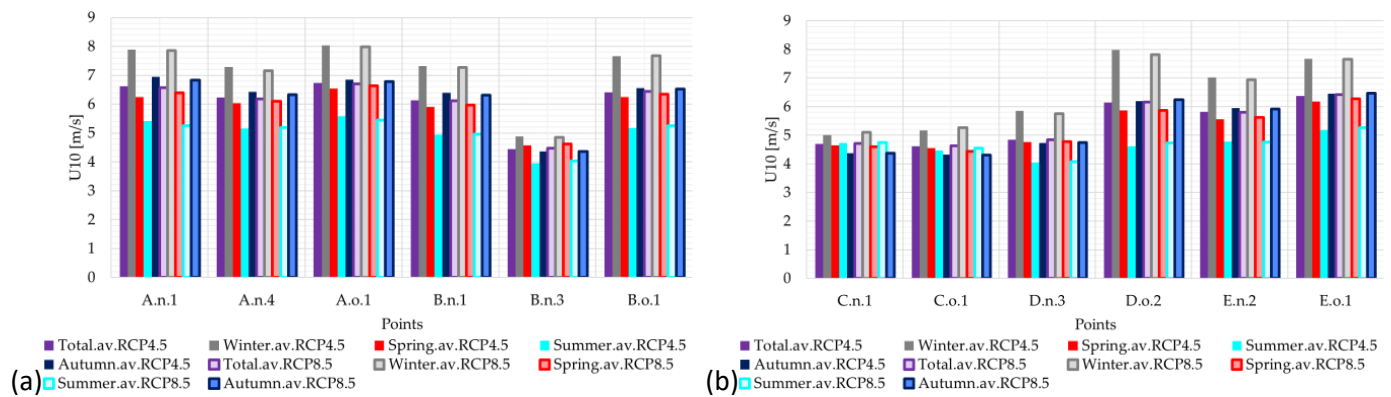 9
8
7
6
5
4
3
2
1
0
U10 [m/s]
A.n.1 A.n.4 A.o.1 B.n.1 B.n.3 B.o.1
Points
Total.av.RCP4.5 Winter.av.RCP4.5 Spring.av.RCP4.5 Summer.av.RCP4.5
Autumn.av.RCP4.5 Total.av.RCP8.5 Winter.av.RCP8.5 Spring.av.RCP8.5
Summer.av.RCP8.5 Autumn.av.RCP8.5
(a)
9
8
7
6
5
4
3
2
1
0
U10 [m/s]
C.n.1 C.o.1 D.n.3 D.o.2 E.n.2 E.o.1
Points
Total.av.RCP4.5 Winter.av.RCP4.5 Spring.av.RCP4.5 Summer.av.RCP4.5
Autumn.av.RCP4.5 Total.av.RCP8.5 Winter.av.RCP8.5 Spring.av.RCP8.5
Summer.av.RCP8.5 Autumn.av.RCP8.5
(b)